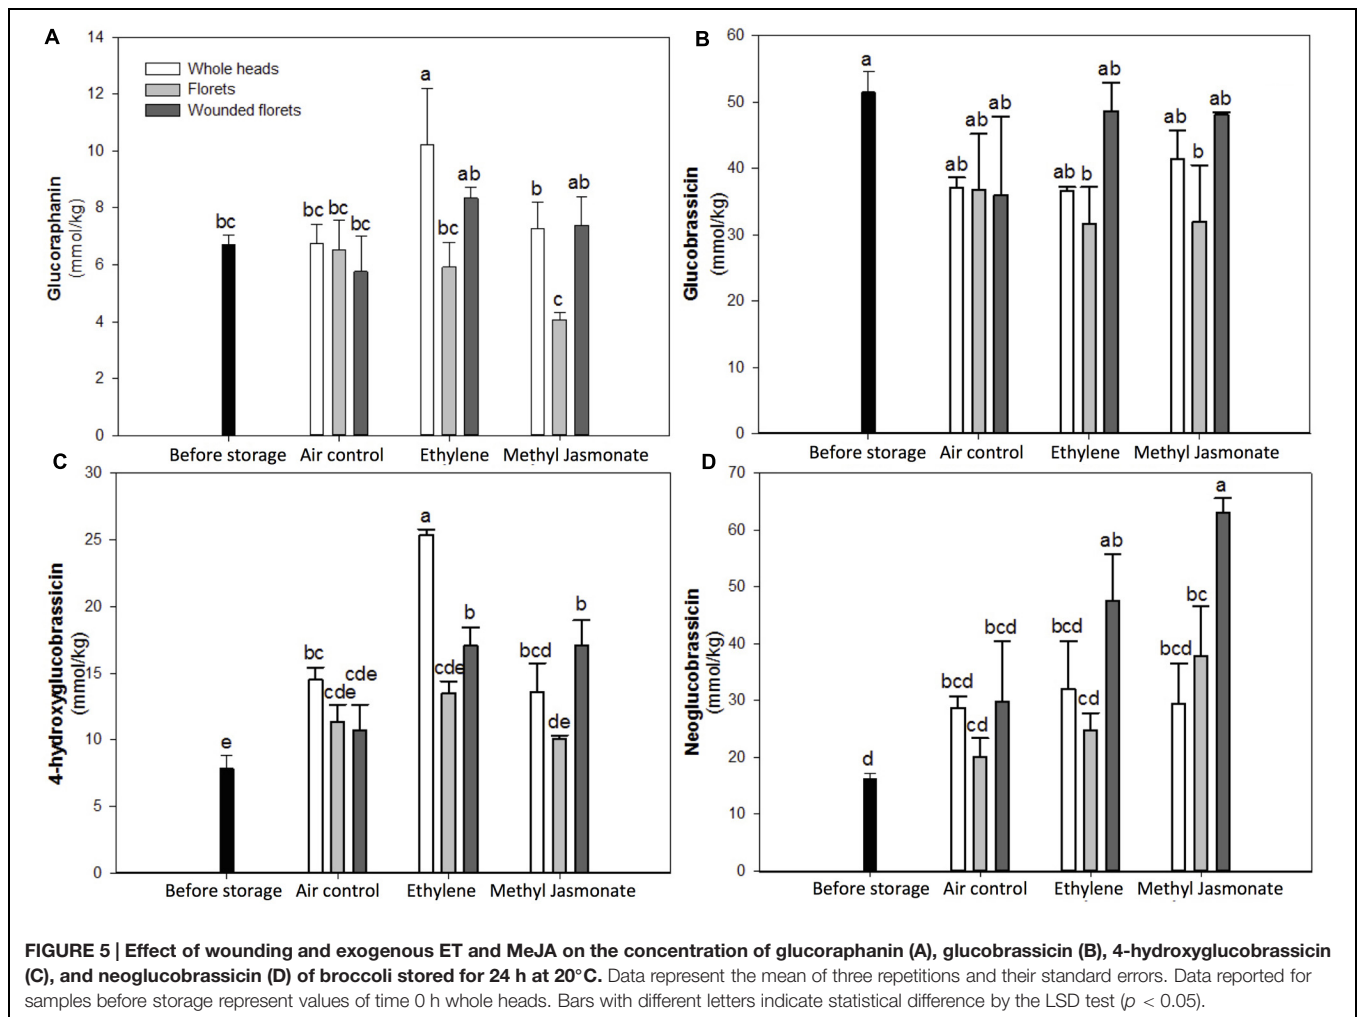 A
14
12
10
8
6
4
2
0
Glucoraphanin
(mmol/kg)
Whole heads
Florets
Wounded florets
bc
bc
bc
bc
a
bc
ab
b
c
ab
Before storage
Air control
Ethylene
Methyl Jasmonate
B
60
50
40
30
20
10
0
Glucobrassicin
(mmol/kg)
a
ab
ab
ab
ab
b
ab
ab
b
ab
Before storage
Air control
Ethylene
Methyl Jasmonate
C
30
25
20
15
10
5
0
4-hydroxyglucobrassicin
(mmol/kg)
e
bc
cde
cde
a
cde
b
bcd
de
b
Before storage
Air control
Ethylene
Methyl Jasmonate
D
70
60
50
40
30
20
10
0
Neoglucobrassicin
(mmol/kg)
d
bcd
cd
bcd
bcd
cd
ab
bcd
bc
a
Before storage
Air control
Ethylene
Methyl Jasmonate
FIGURE 5 | Effect of wounding and exogenous ET and MeJA on the concentration of glucoraphanin (A), glucobrassicin (B), 4-hydroxyglucobrassicin
(C), and neoglucobrassicin (D) of broccoli stored for 24 h at 20°C. Data represent the mean of three repetitions and their standard errors. Data reported for
samples before storage represent values of time 0 h whole heads. Bars with different letters indicate statistical difference by the LSD test (p < 0.05).